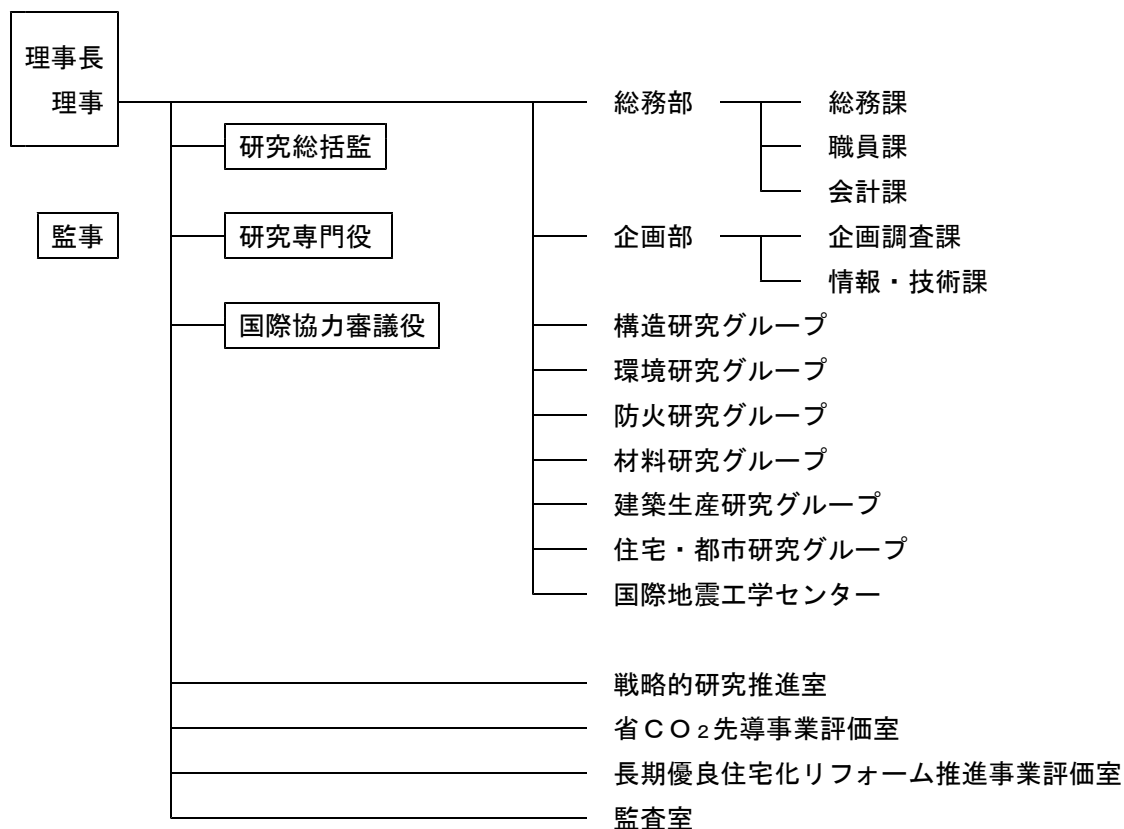 理事長
理事
総務部
総務課
研究総括監
職員課
会計課
監事
研究専門役
企画部
企画調査課
情報・技術課
国際協力審議役
構造研究グループ
環境研究グループ
防火研究グループ
材料研究グループ
建築生産研究グループ
住宅・都市研究グループ
国際地震工学センター
戦略的研究推進室
省CO2先導事業評価室
長期優良住宅化リフォーム推進事業評価室
監査室